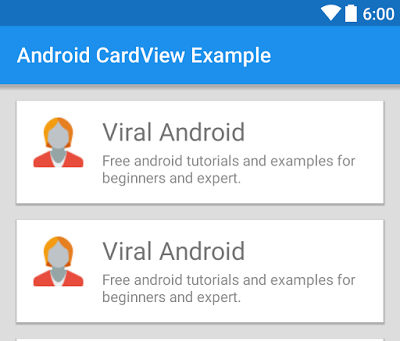 6:00
Android CardView Example
Viral Android
Free android tutorials and examples for
beginners and expert.
Viral Android
Free android tutorials and examples for
beginners and expert.